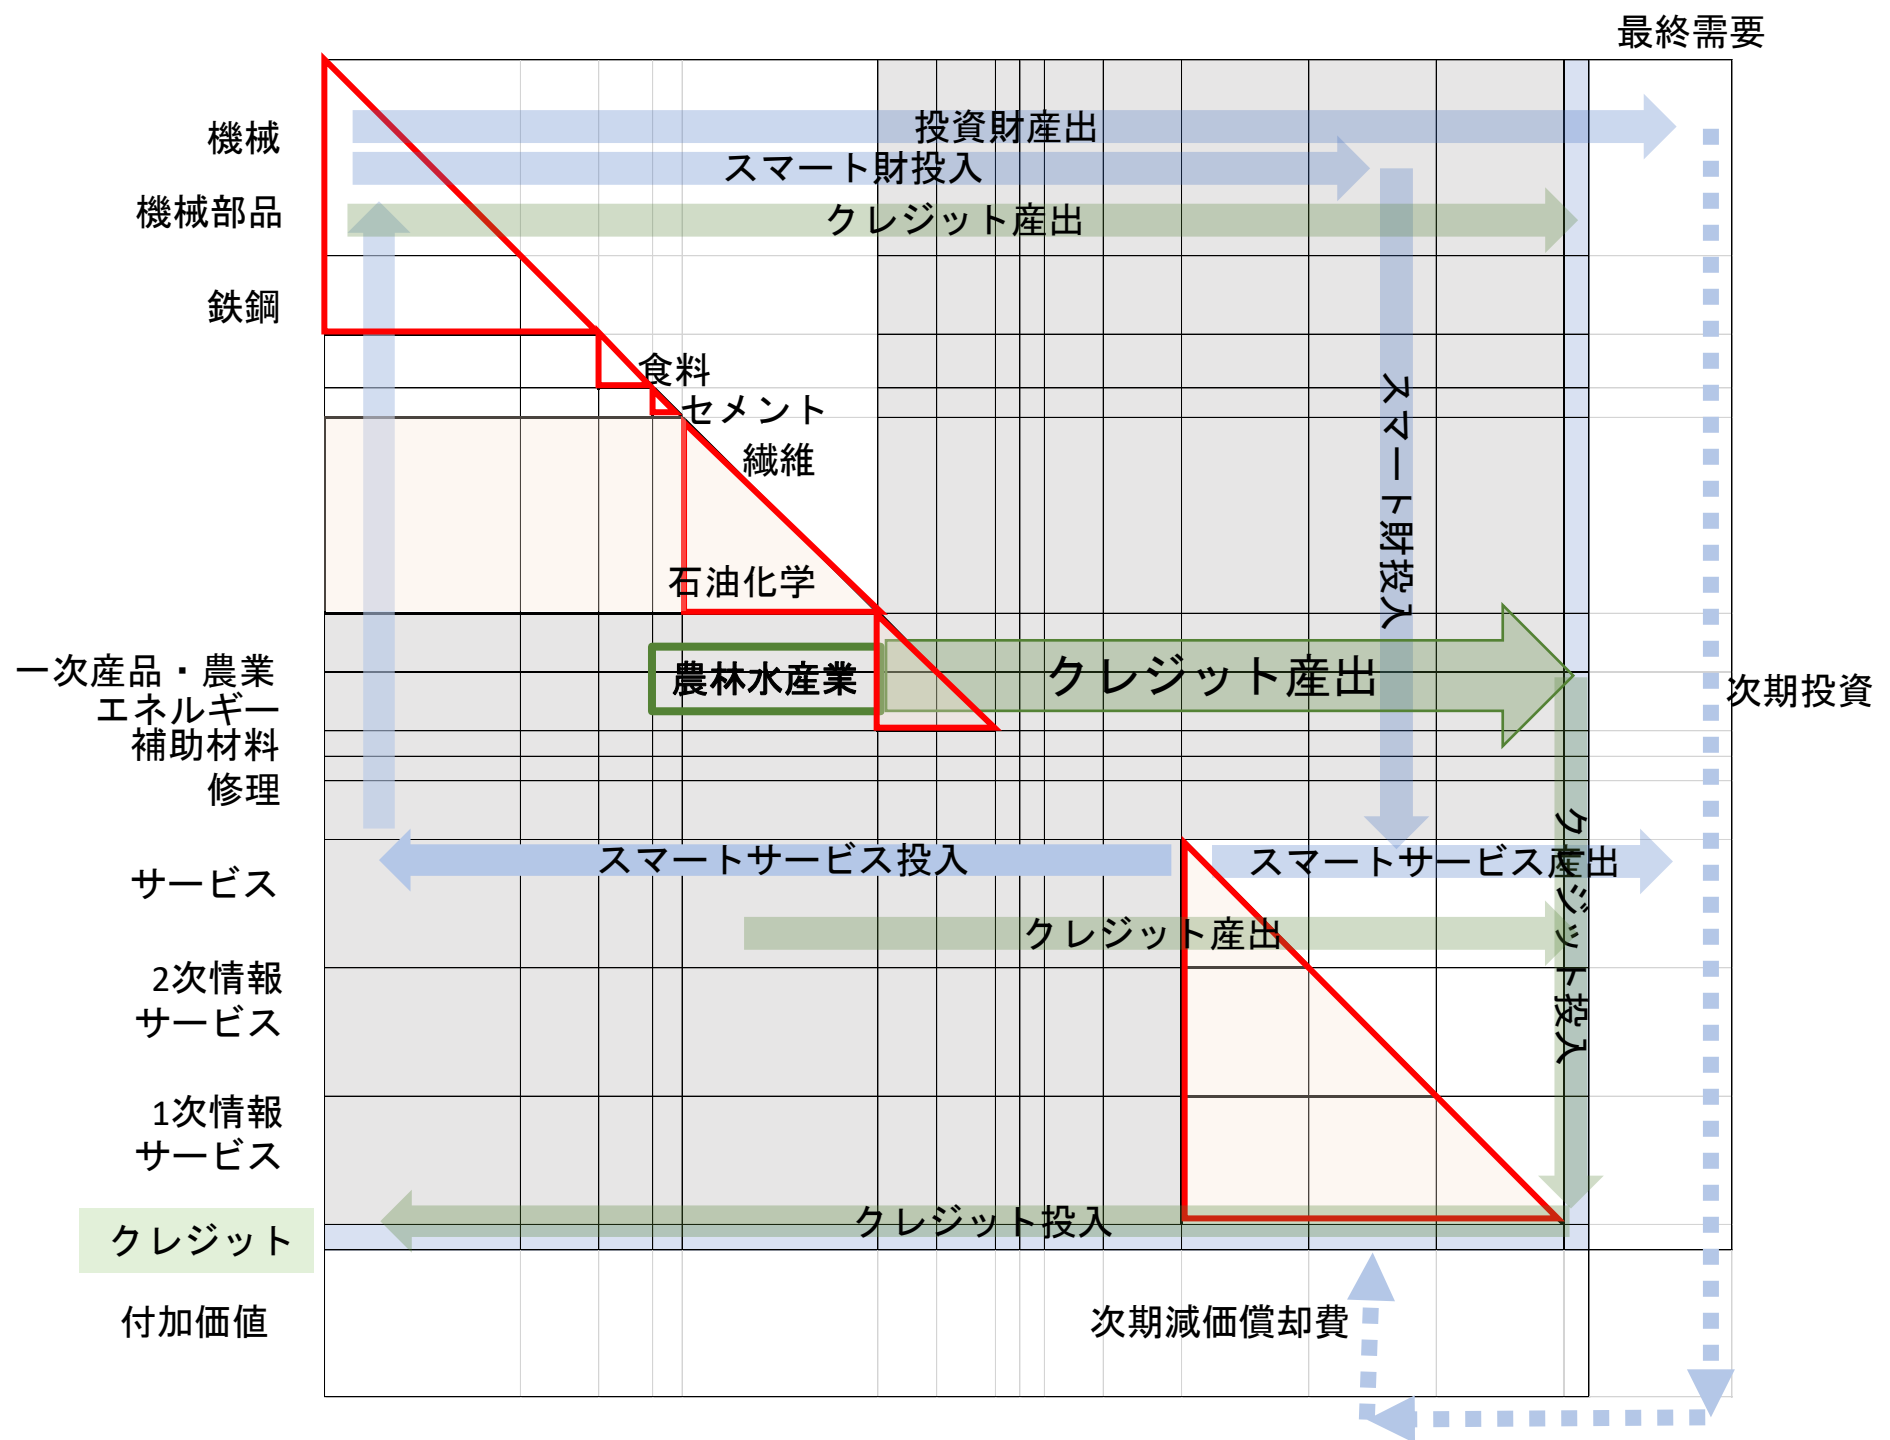 最終需要
機械
投資財産出
スマート財投入
機械部品
クレジット産出
鉄鋼
食料
セメント
繊維
スマート財投入
石油化学
一次産品・農業
農林水産業
クレジット産出
次期投資
エネルギー
補助材料
修理
サービス
スマートサービス投入
スマートサービス産出
クレジット投入
クレジット産出
2次情報
サービス
1次情報
サービス
クレジット
クレジット投入
付加価値
次期減価償却費